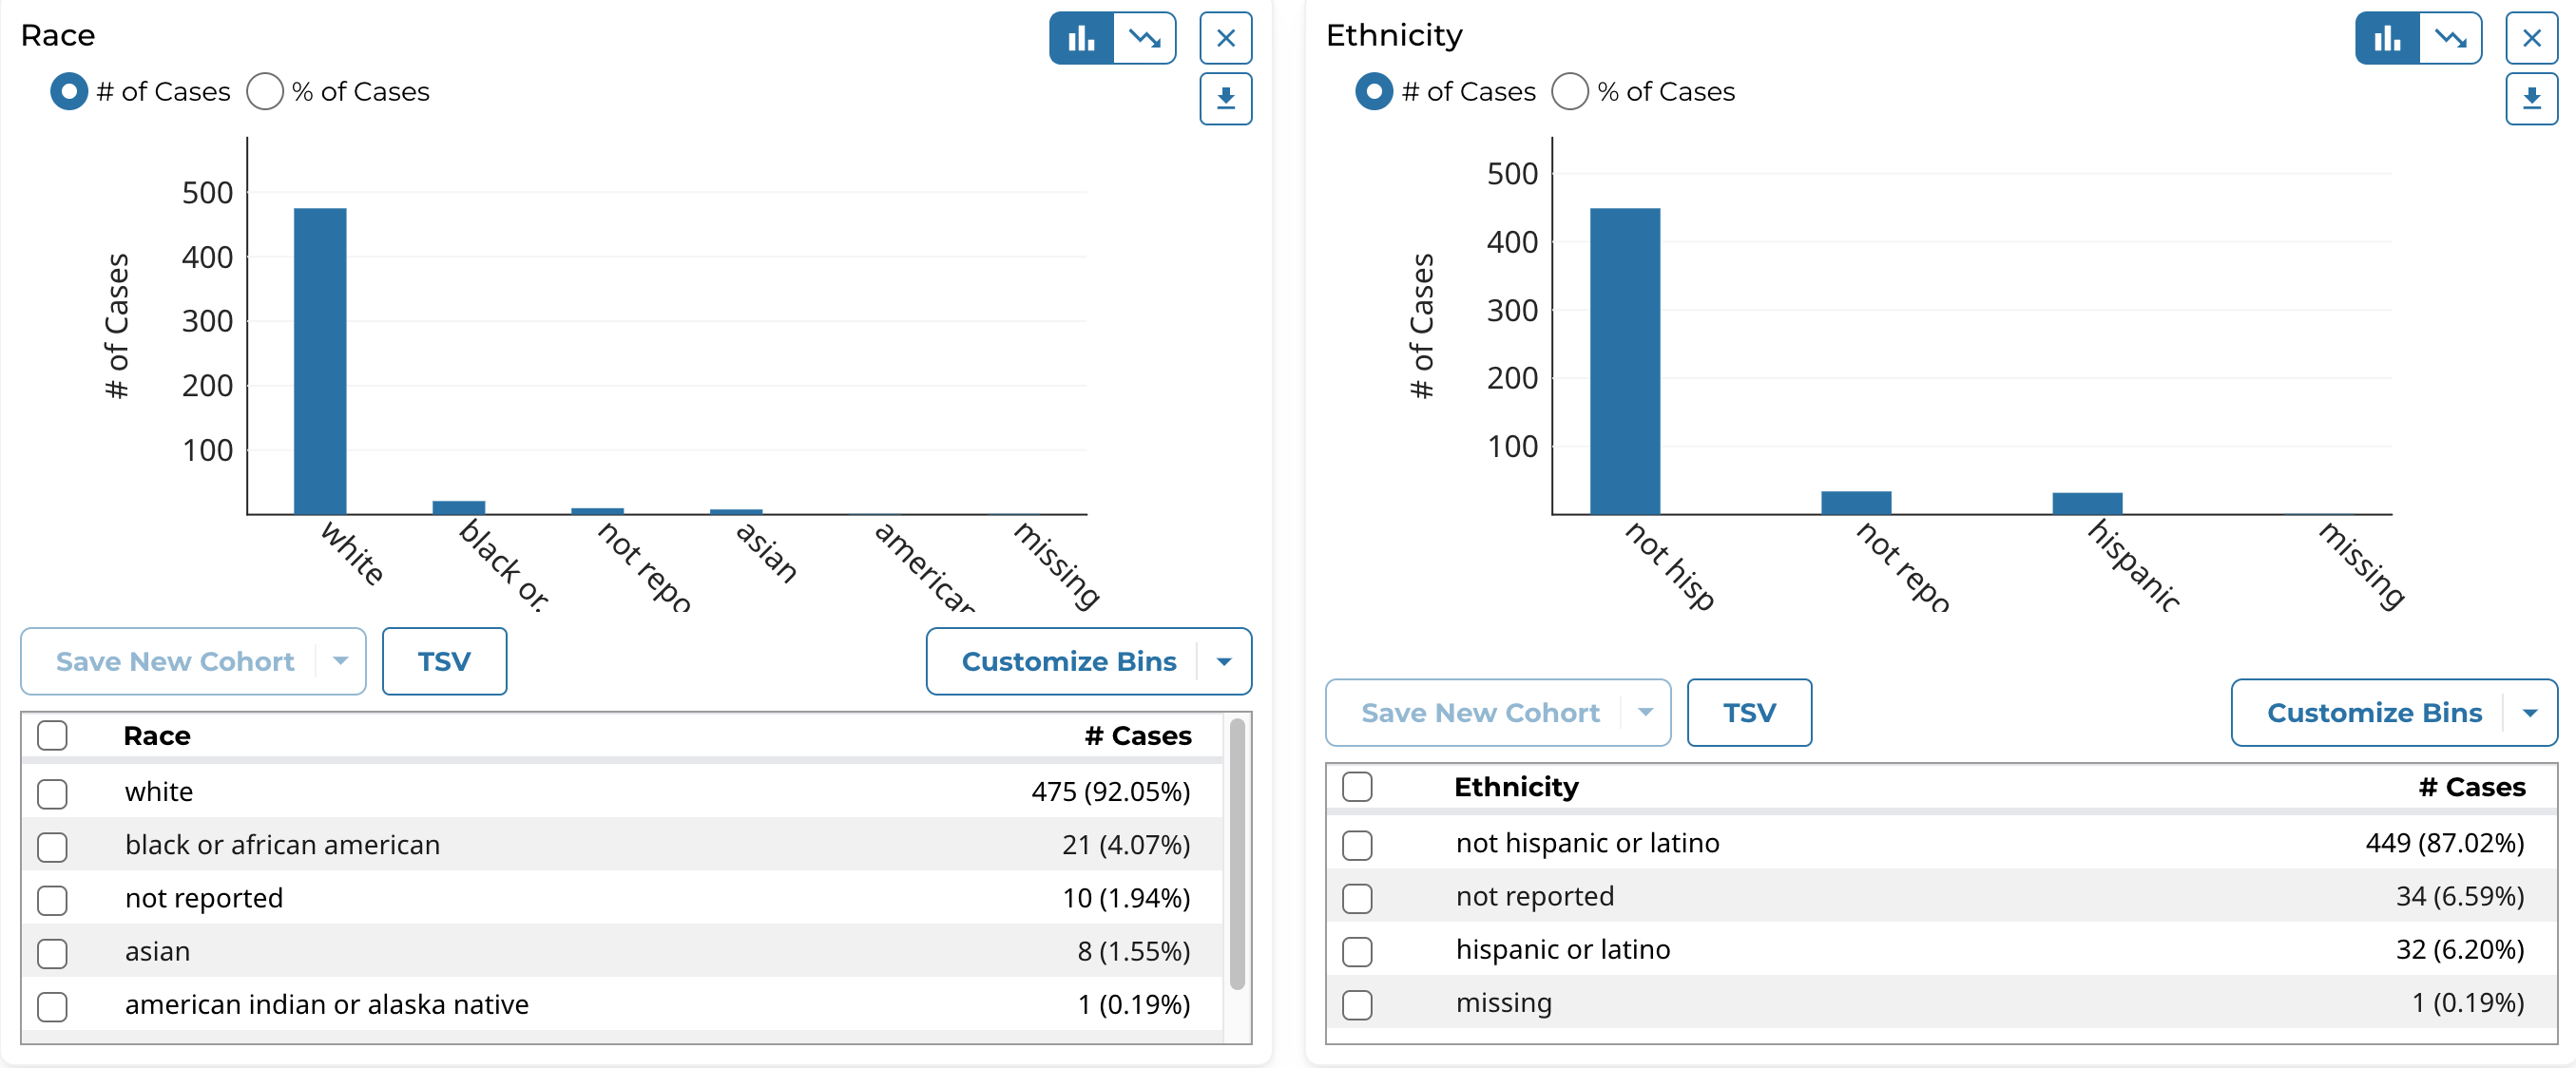 Race
# of Cases
% of Cases
500
400
300
200
100
# of Cases
white
black or.
not repo
asian
american
missing
Save New Cohort
TSV
Customize Bins
Race # Cases
white 475 (92.05%)
black or african american 21 (4.07%)
not reported 10 (1.94%)
asian 8 (1.55%)
american indian or alaska native 1 (0.19%)
Ethnicity
# of Cases
% of Cases
500
400
300
200
100
# of Cases
not hisp
not repo
hispanic
missing
Save New Cohort
TSV
Customize Bins
Ethnicity # Cases
not hispanic or latino 449 (87.02%)
not reported 34 (6.59%)
hispanic or latino 32 (6.20%)
missing 1 (0.19%)